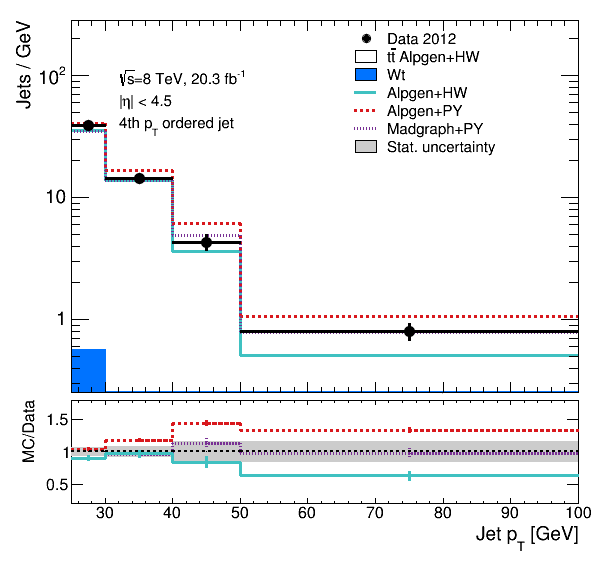 Jets / GeV
10²
10
1
√s=8 TeV, 20.3 fb⁻¹
|η| < 4.5
4th p_T ordered jet
Data 2012
tt̄ Alpgen+HW
Wt
Alpgen+HW
Alpgen+PY
Madgraph+PY
Stat. uncertainty
MC/Data
1.5
1
0.5
30 40 50 60 70 80 90 100
Jet p_T [GeV]